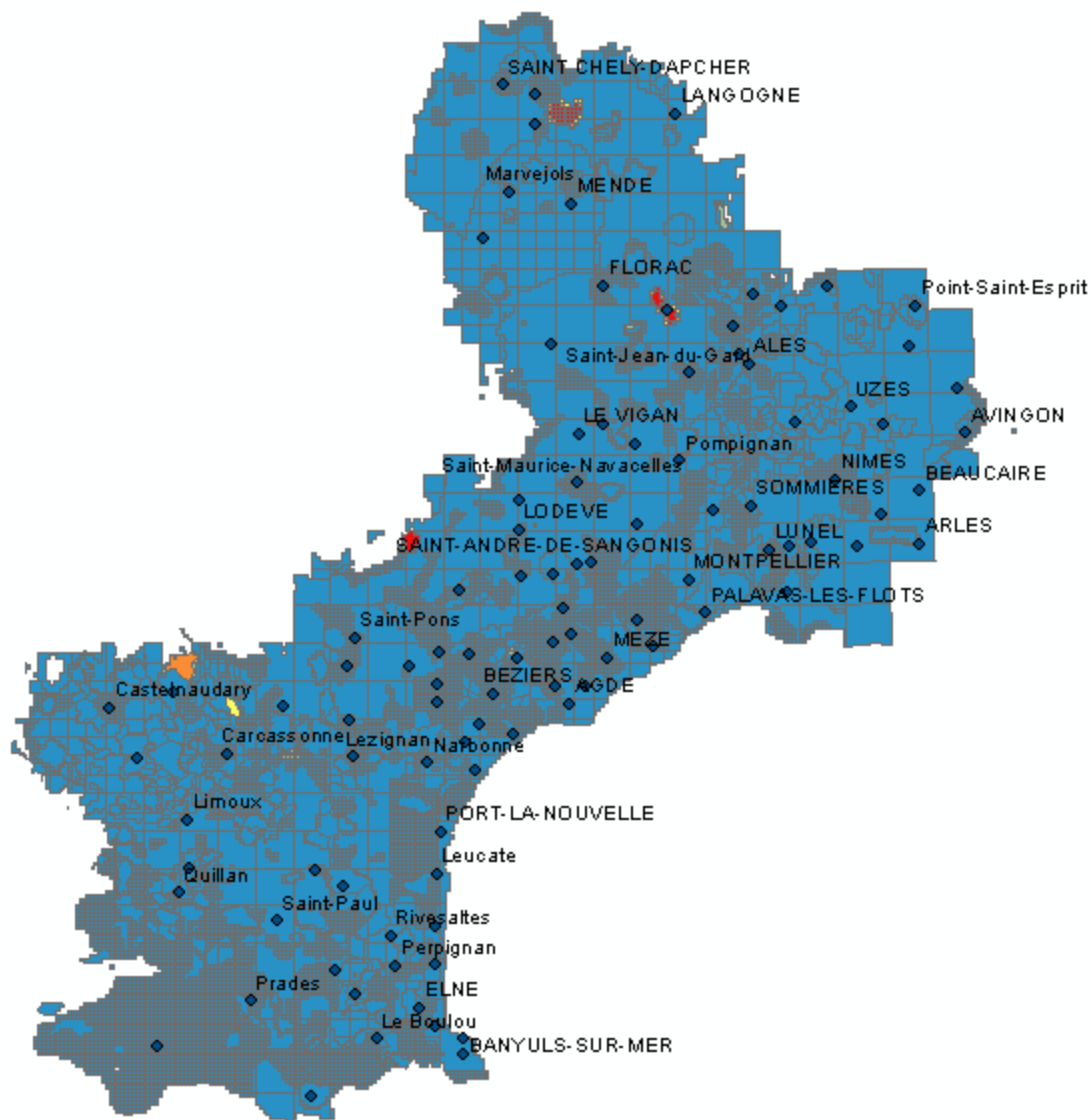 SAINT CHELY-D'APCHER
LANGOGNE
Marvejols
MENDE
FLORAC
Point-Saint-Esprit
Saint-Jean-du-Gard
ALES
UZES
LE VIGAN
AVINGON
Pompignan
Saint-Maurice-Navacelles
NIMES
BEAUCAIRE
SOMMIERES
LODEVE
LUNEL
ARLES
SAINT-ANDRE-DE-SANGONIS
MONTPELLIER
PALAVAS-LES-FLOTS
Saint-Pons
MEZE
BEZIERS
AGDE
Castelnaudary
Carcassonne
Lezignan
Narbonne
Limoux
PORT-LA-NOUVELLE
Leucate
Quillan
Saint-Paul
Rivesaltes
Perpignan
Prades
ELNE
Le Boulou
BANYULS-SUR-MER